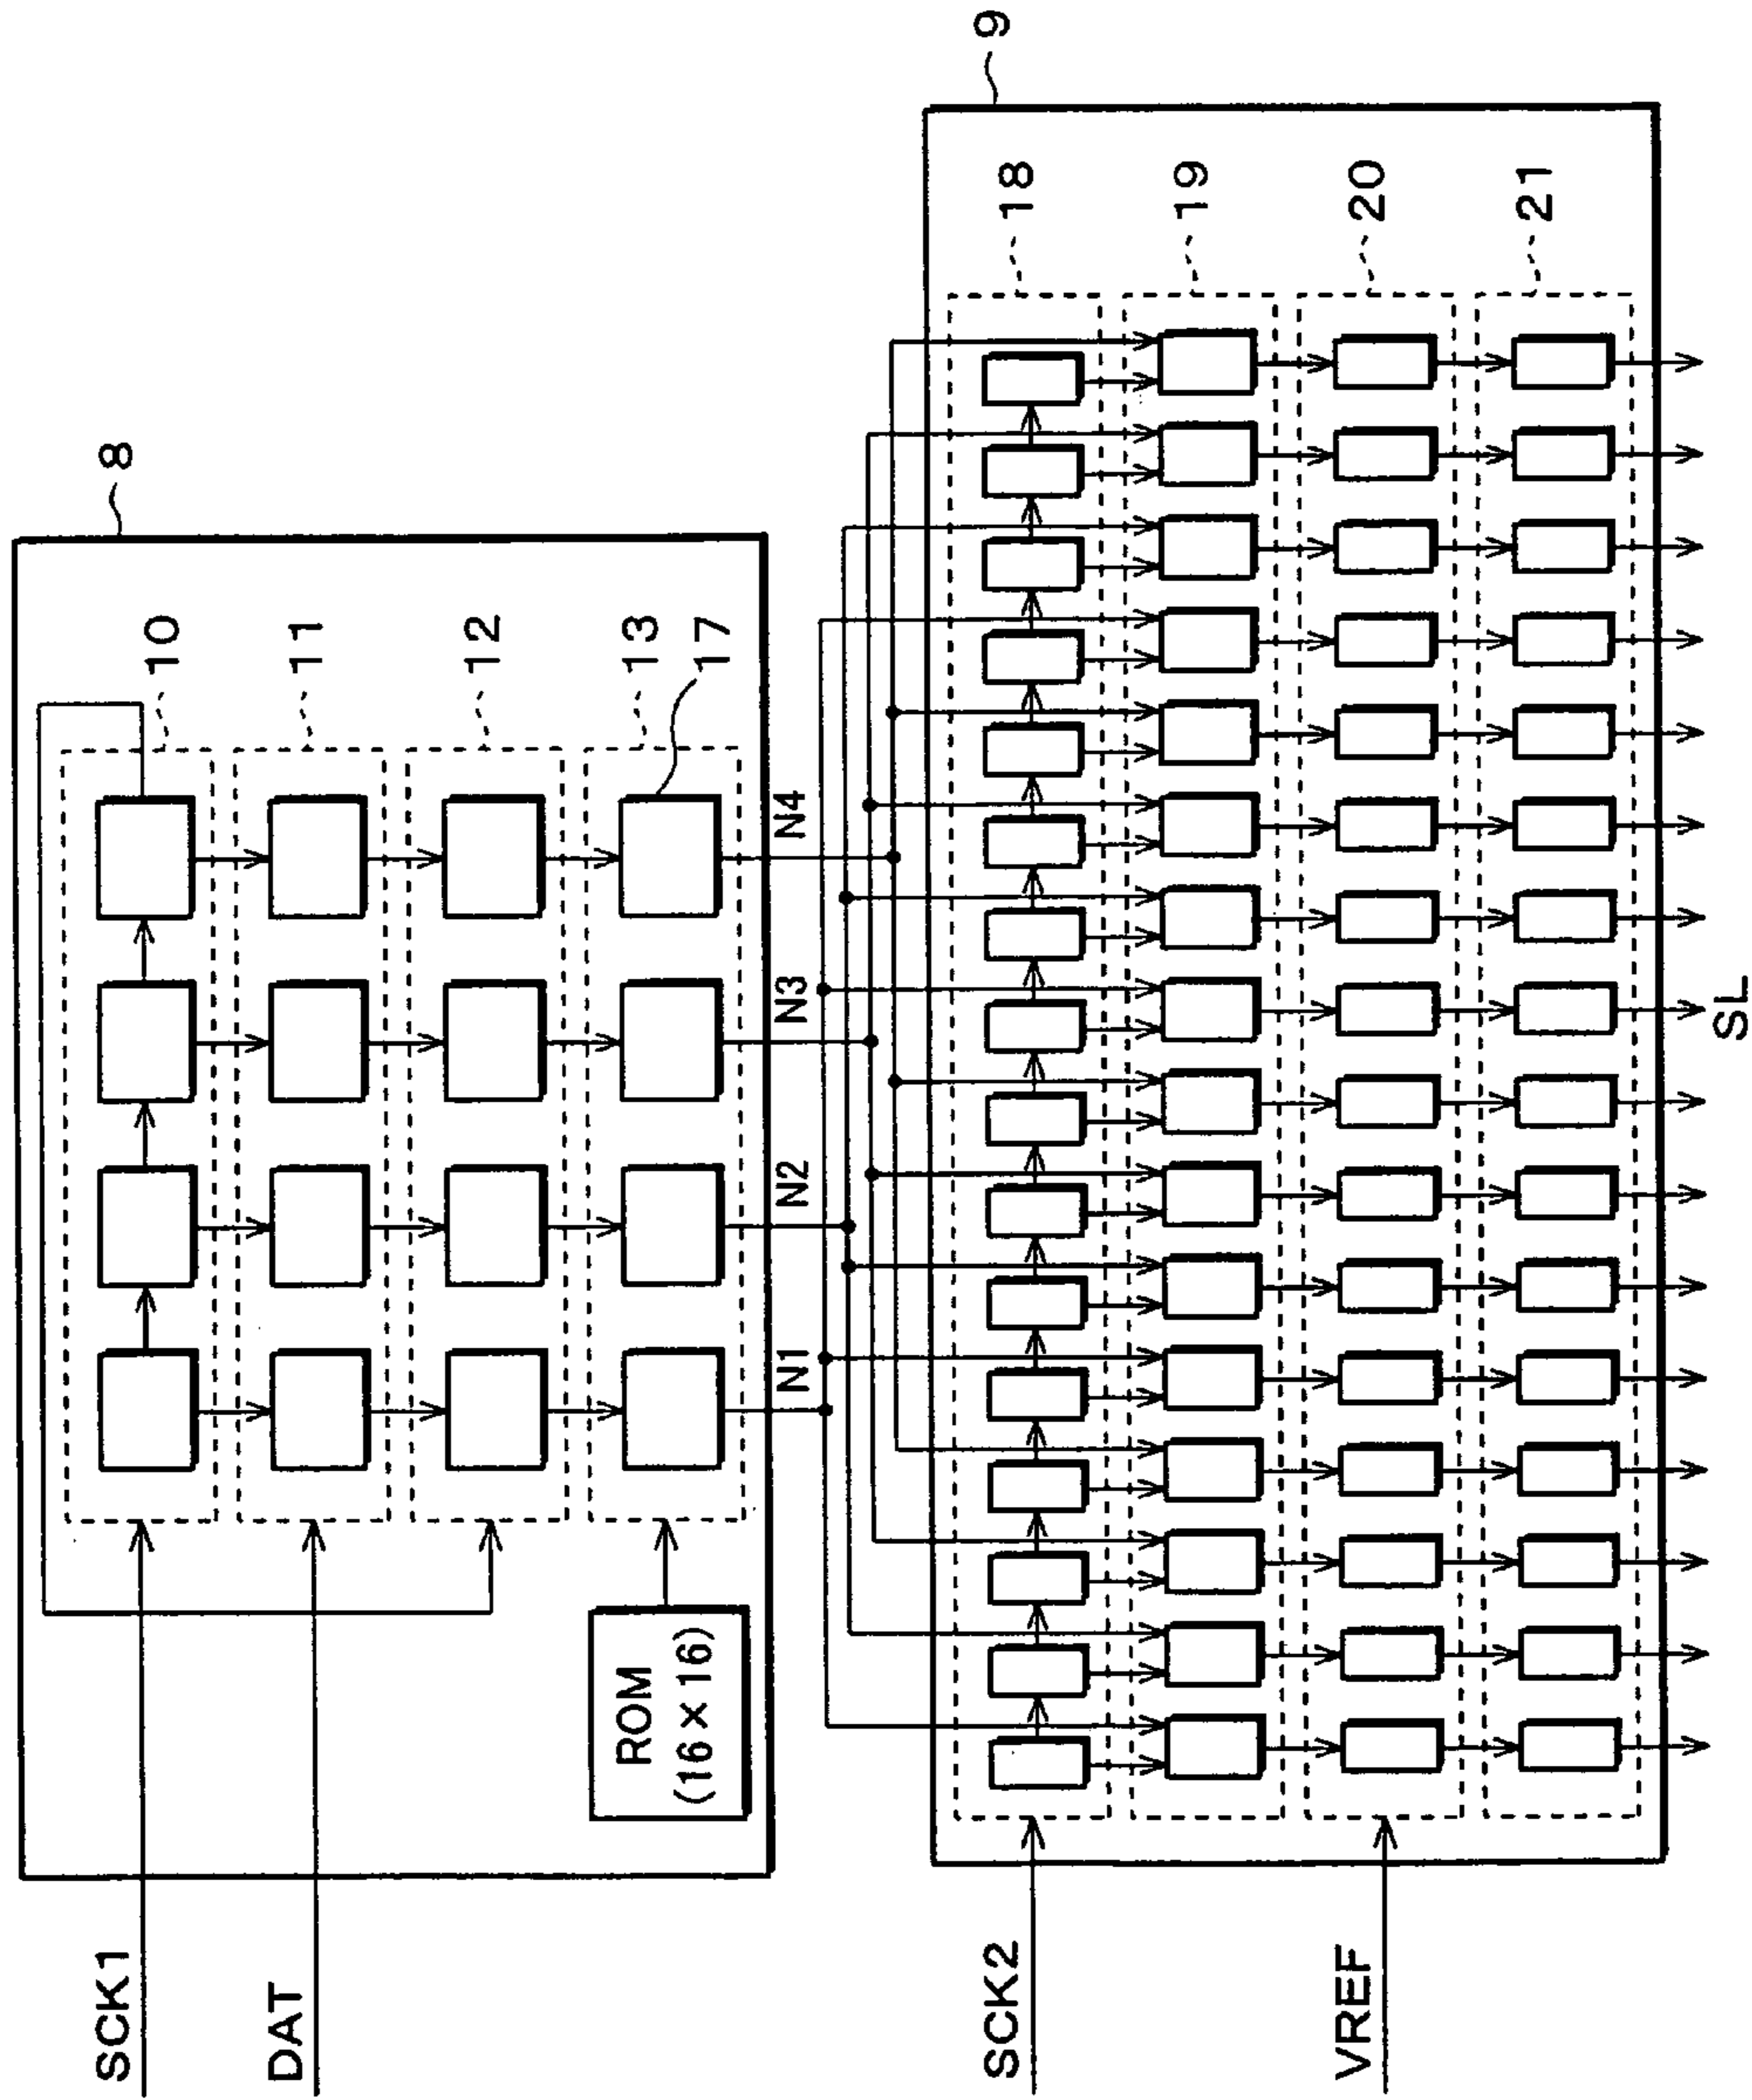 8
10
11
12
13
17
SCK1
DAT
ROM
(16×16)
N1
N2
N3
N4
9
18
19
20
21
SCK2
VREF
SL